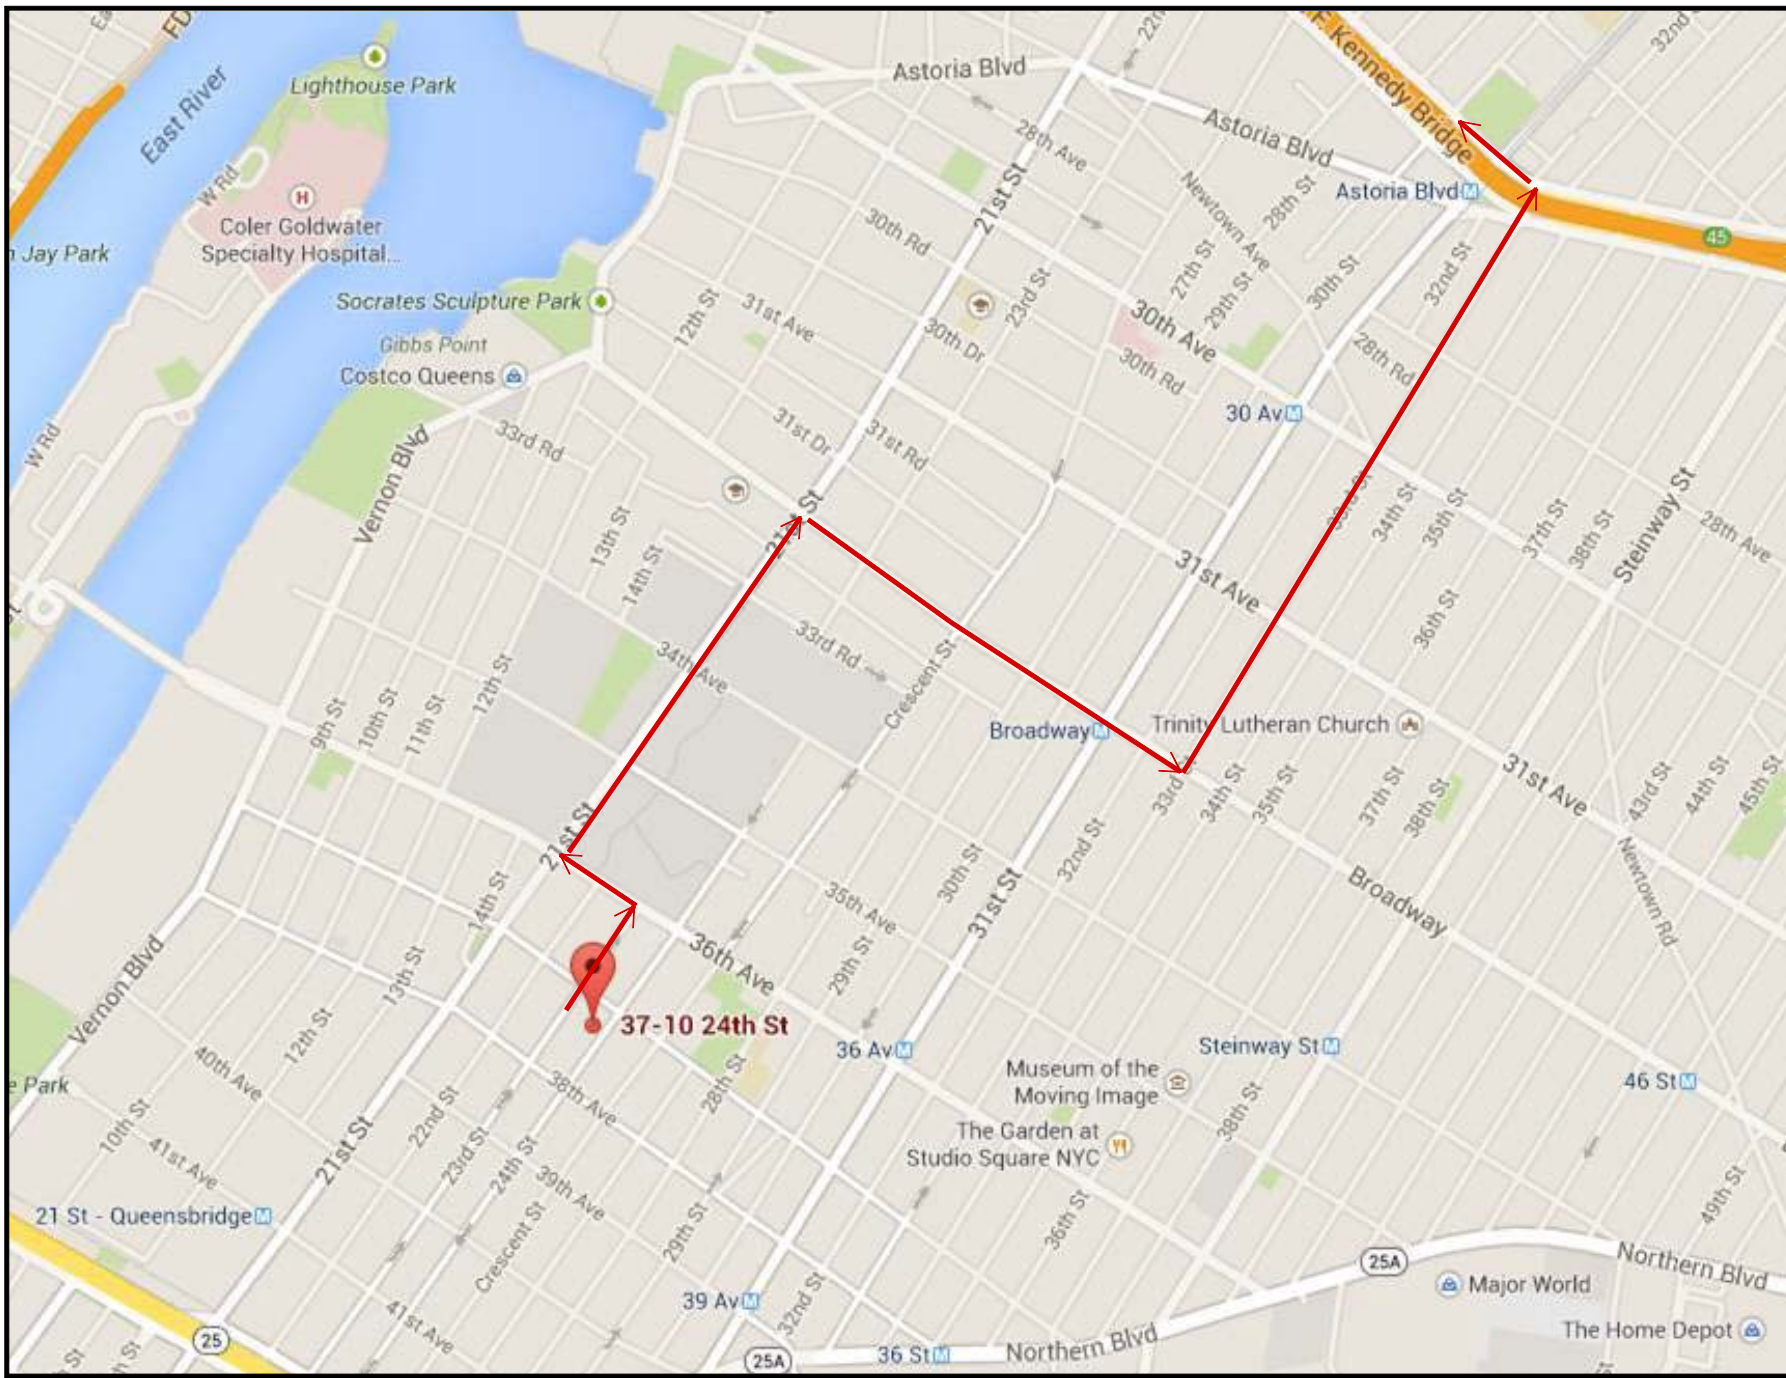 FD
22n
32nd
F. Kennedy Bridge
Lighthouse Park
Astoria Blvd
East River
28th Ave
Astoria Blvd
W Rd
H
21st St
Newtown Ave
28th St
Astoria Blvd M
Coler Goldwater
Specialty Hospital...
30th Rd
45
Jay Park
27th St
29th St
30th St
32nd St
Socrates Sculpture Park
12th St
31st Ave
23rd St
30th Ave
30th Dr
Gibbs Point
Costco Queens
30th Rd
28th Rd
30 Av M
W Rd
Vernon Blvd
33rd Rd
31st Dr
31st Rd
33rd St
34th St
35th St
37th St
38th St
Steinway St
28th Ave
13th St
14th St
21st St
31st Ave
36th St
34th Ave
33rd Rd
Crescent St
12th St
9th St
10th St
11th St
Broadway M
Trinity Lutheran Church
31st Ave
33rd St
34th St
35th St
37th St
38th St
43rd St
44th St
45th St
21st St
32nd St
30th St
31st St
Newtown Rd
14th St
35th Ave
Broadway
36th Ave
29th St
Vernon Blvd
13th St
12th St
37-10 24th St
36 Av M
Steinway St M
Museum of the
Moving Image
46 St M
e Park
40th Ave
38th Ave
28th St
10th St
22nd St
38th St
The Garden at
Studio Square NYC
41st Ave
21st St
23rd St
24th St
39th Ave
21 St - Queensbridge M
Crescent St
29th St
36th St
49th St
25A
Northern Blvd
Major World
39 Av M
32nd St
41st Ave
25
The Home Depot
25A
36 St M
Northern Blvd